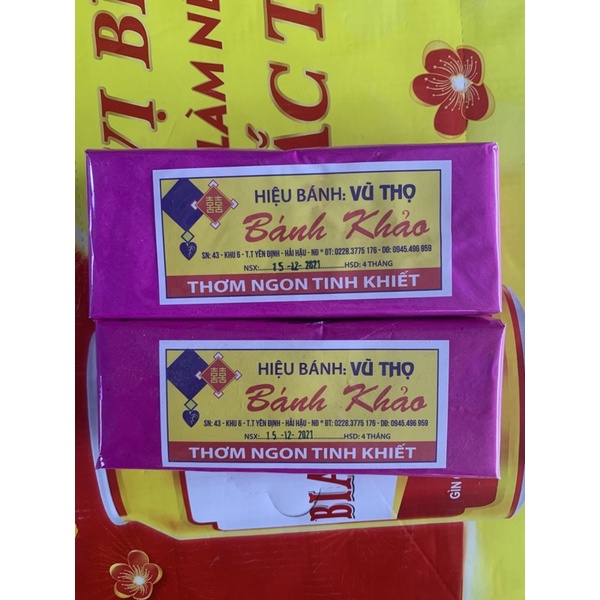 VỊ
LÀM
HIỆU BÁNH: VŨ THỌ
Bánh Khảo
SN: 43 - KHU 6 - T.T YÊN ĐỊNH - HẢI HẬU - NĐ * ĐT: 0228.3775 176 - DĐ: 0945.496 959
NSX: 15 -12- 2021 HSD: 4 THÁNG
THƠM NGON TINH KHIẾT
HIỆU BÁNH: VŨ THỌ
Bánh Khảo
SN: 43 - KHU 6 - T.T YÊN ĐỊNH - HẢI HẬU - NĐ * ĐT: 0228.3775 176 - DĐ: 0945.496 959
NSX: 15 -12- 2021 HSD: 4 THÁNG
THƠM NGON TINH KHIẾT
BIA